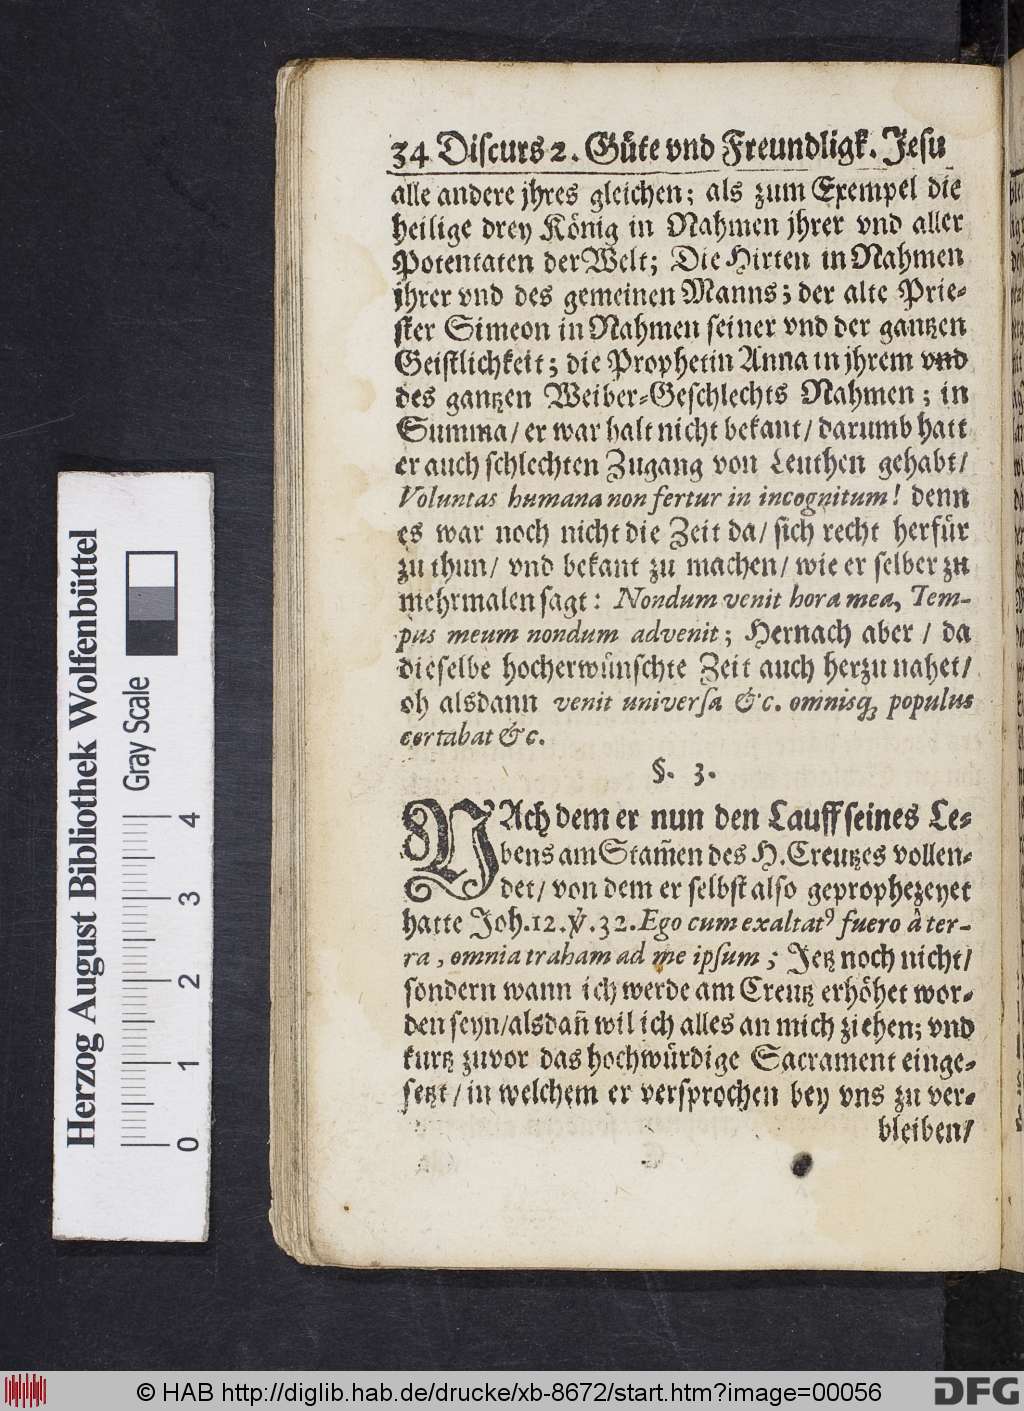 34 Discurs 2. Güte vnd Freundligk. Jesu
alle andere jhres gleichen; als zum Exempel die
heilige drey König in Nahmen jhrer vnd aller
Potentaten der Welt; Die Hirten in Nahmen
jhrer vnd des gemeinen Manns; der alte Prie-
ster Simeon in Nahmen seiner vnd der gantzen
Geistlichkeit; die Prophetin Anna in jhrem vnd
des gantzen Weiber-Geschlechts Nahmen; in
Summa/ er war halt nicht bekant/ darumb hatt
er auch schlechten Zugang von Leuthen gehabt/
Voluntas humana non fertur in incognitum! denn
es war noch nicht die Zeit da/ sich recht herfür
zu thun/ vnd bekant zu machen/ wie er selber zu
mehrmalen sagt: Nondum venit hora mea, Tem-
pus meum nondum advenit; Hernach aber / da
dieselbe hocherwünschte Zeit auch herzu nahet/
oh alsdann venit universa &c. omnisq; populus
certabat &c.
§. 3.
NAch dem er nun den Lauff seines Le-
bens am Stam̃en des H. Creutzes vollen-
det/ von dem er selbst also geprophezeyet
hatte Joh. 12. ℣. 32. Ego cum exaltatꝰ fuero â ter-
ra, omnia traham ad me ipsum; Jetz noch nicht/
sondern wann ich werde am Creutz erhöhet wor-
den seyn/ alsdañ wil ich alles an mich ziehen; vnd
kurtz zuvor das hochwürdige Sacrament einge-
setzt/ in welchem er versprochen bey vns zu ver-
bleiben/
Herzog August Bibliothek Wolfenbüttel
Gray Scale
0 1 2 3 4
© HAB http://diglib.hab.de/drucke/xb-8672/start.htm?image=00056
DFG